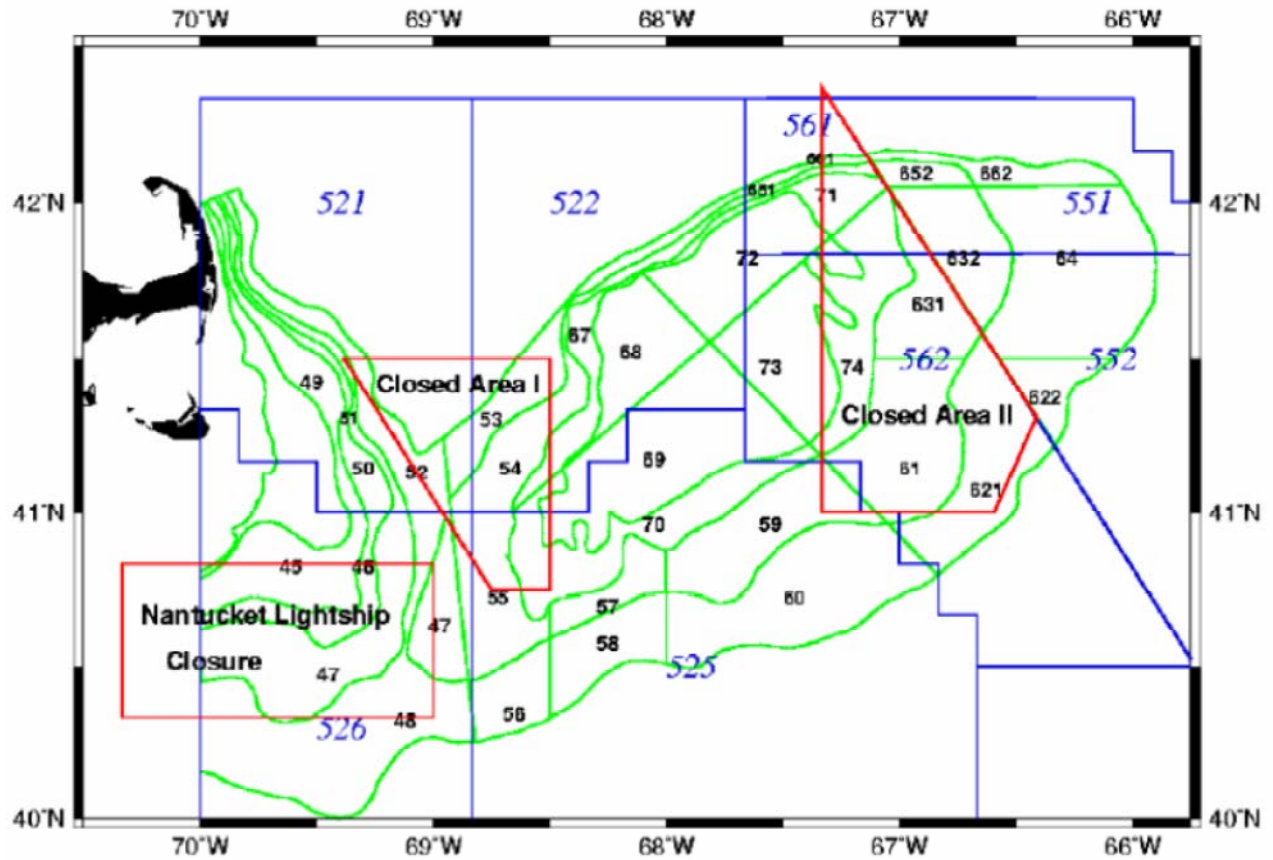 70°W 69°W 68°W 67°W 66°W
561
661
652 662
651
71
42°N 521 522 551 42°N
72 632 64
631
67
68
73 74 562 552
49 Closed Area I
51 53 622
Closed Area II
50 52 54 69 61
621
41°N 41°N
70 59
45 46
55 57 60
Nantucket Lightship
47
58
Closure
47 525
48 56
526
40°N 40°N
70°W 69°W 68°W 67°W 66°W